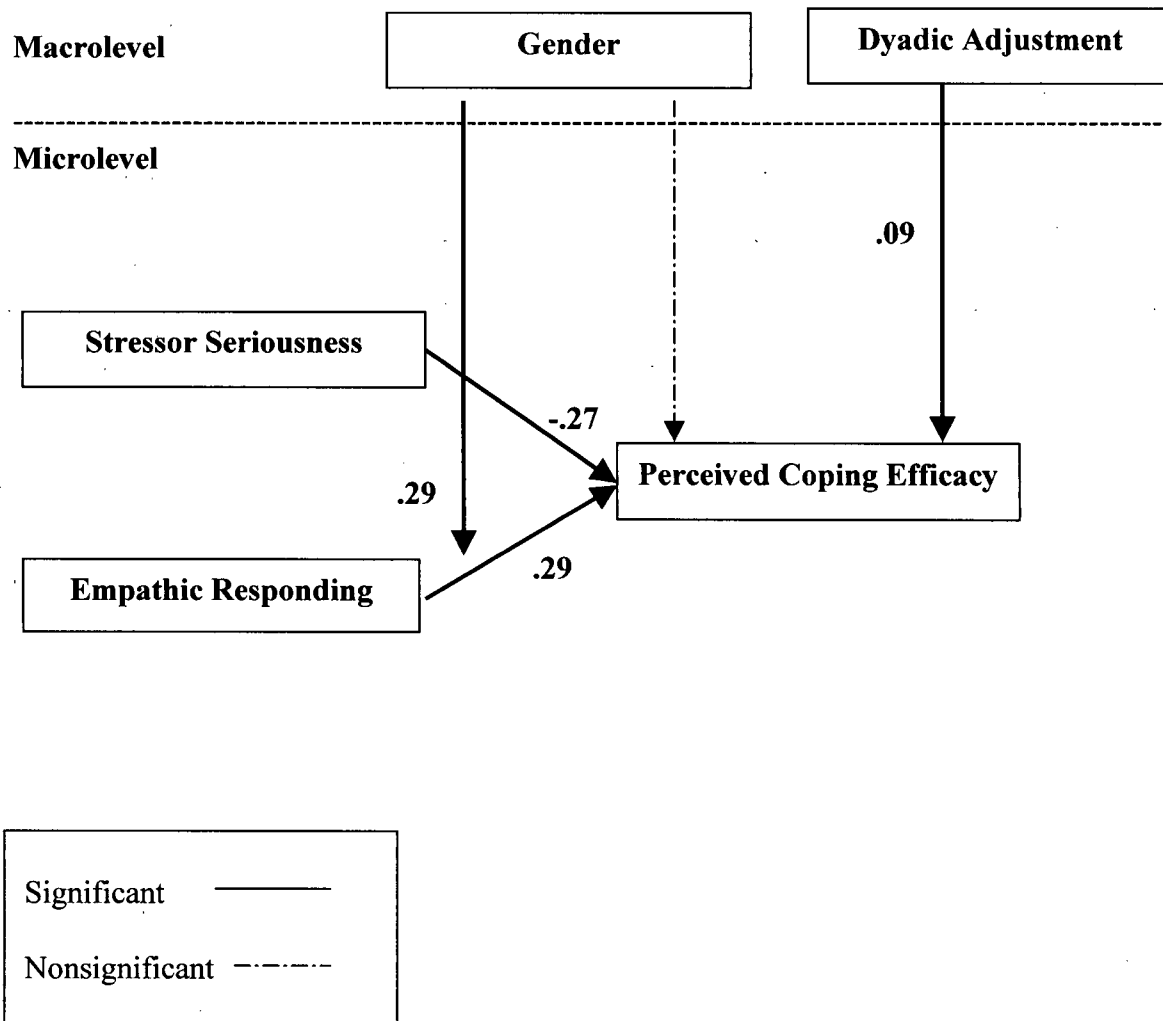 Macrolevel
Gender
Dyadic Adjustment
Microlevel
.09
Stressor Seriousness
-.27
Perceived Coping Efficacy
.29
Empathic Responding
.29
Significant
Nonsignificant